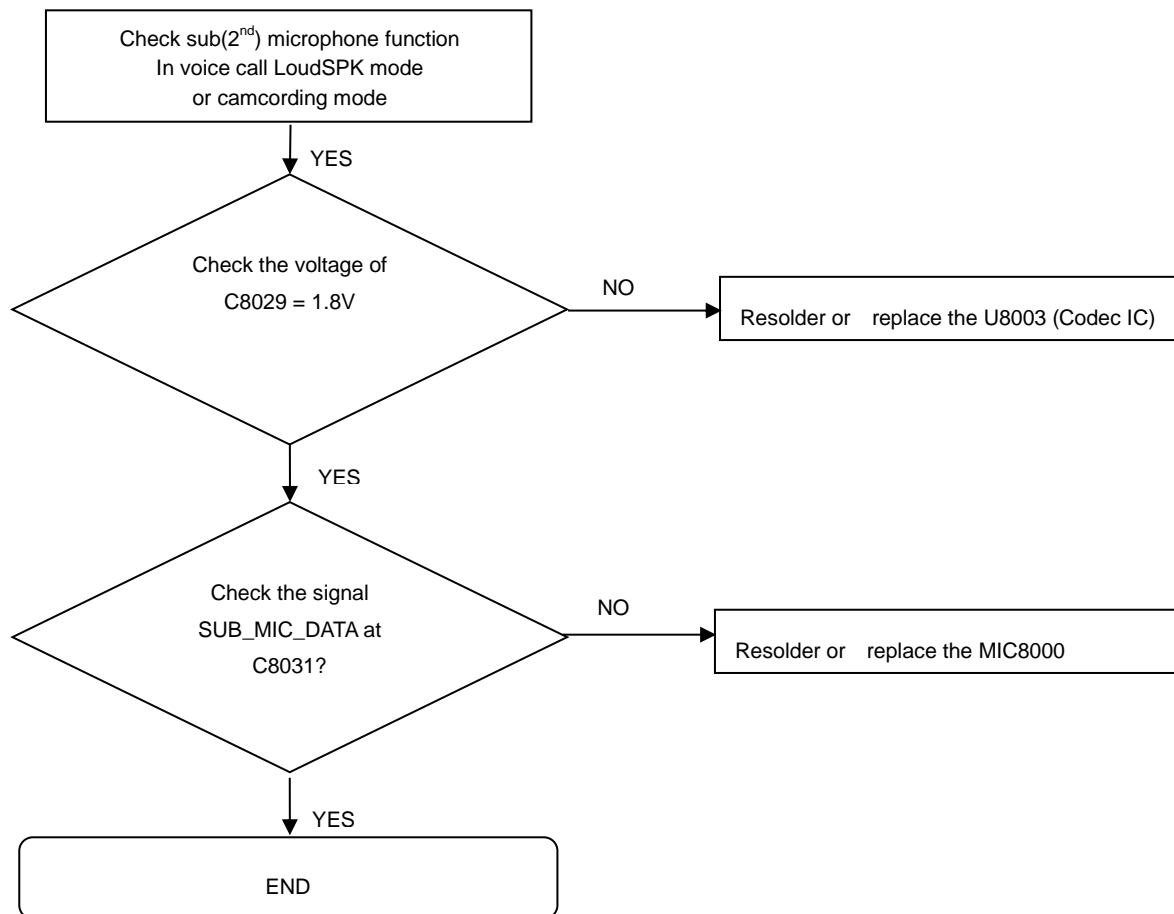 Check sub(2nd) microphone function
In voice call LoudSPK mode
or camcording mode
YES
Check the voltage of
C8029 = 1.8V
NO
Resolder or replace the U8003 (Codec IC)
YES
Check the signal
SUB_MIC_DATA at
C8031?
NO
Resolder or replace the MIC8000
YES
END